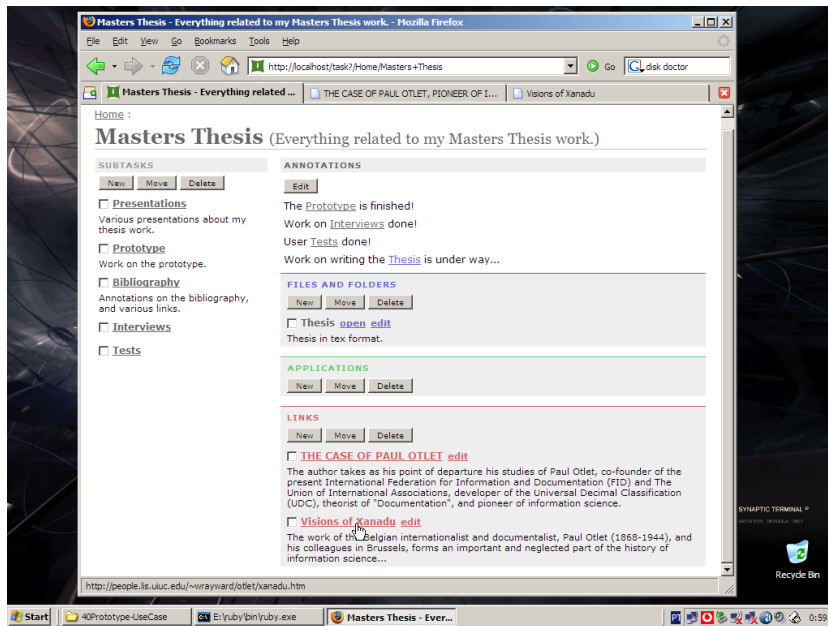 Masters Thesis - Everything related to my Masters Thesis work. - Mozilla Firefox
File Edit View Go Bookmarks Tools Help
http://localhost/task?/Home/Masters+Thesis Go G disk doctor
Masters Thesis - Everything related ... THE CASE OF PAUL OTLET, PIONEER OF I... Visions of Xanadu
Home :
Masters Thesis (Everything related to my Masters Thesis work.)
SUBTASKS
New Move Delete
Presentations
Various presentations about my
thesis work.
Prototype
Work on the prototype.
Bibliography
Annotations on the bibliography,
and various links.
Interviews
Tests
ANNOTATIONS
Edit
The Prototype is finished!
Work on Interviews done!
User Tests done!
Work on writing the Thesis is under way...
FILES AND FOLDERS
New Move Delete
Thesis open edit
Thesis in tex format.
APPLICATIONS
New Move Delete
LINKS
New Move Delete
THE CASE OF PAUL OTLET edit
The author takes as his point of departure his studies of Paul Otlet, co-founder of the
present International Federation for Information and Documentation (FID) and The
Union of International Associations, developer of the Universal Decimal Classification
(UDC), theorist of "Documentation", and pioneer of information science.
Visions of Xanadu edit
The work of the Belgian internationalist and documentalist, Paul Otlet (1868-1944), and
his colleagues in Brussels, forms an important and neglected part of the history of
information science...
http://people.lis.uiuc.edu/~wrayward/otlet/xanadu.htm
SYNAPTIC TERMINAL
Recycle Bin
Start 40Prototype-UseCase E:\ruby\bin\ruby.exe Masters Thesis - Ever... PT 0:59